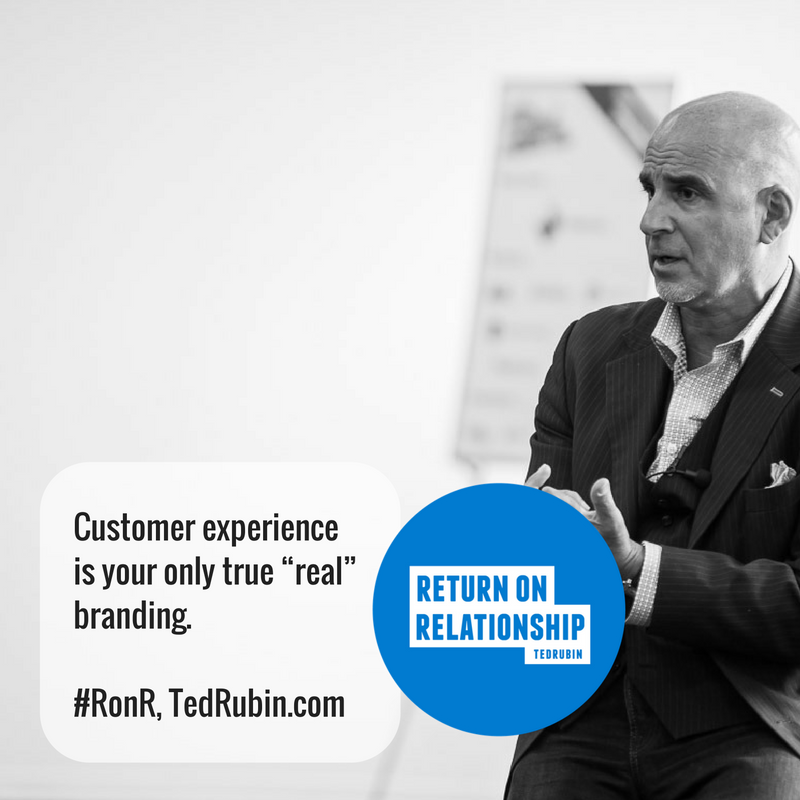 Customer experience
is your only true “real”
branding.
#RonR, TedRubin.com
RETURN ON
RELATIONSHIP
TEDRUBIN